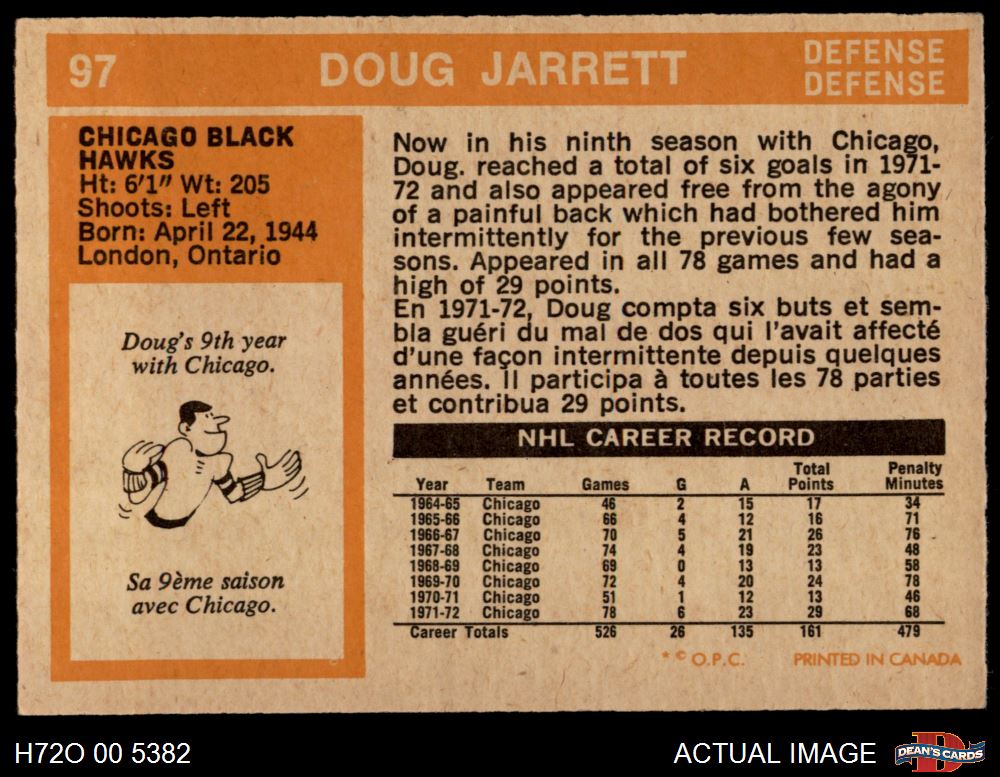 97 DOUG JARRETT DEFENSE
DEFENSE
CHICAGO BLACK
HAWKS
Ht: 6'1" Wt: 205
Shoots: Left
Born: April 22, 1944
London, Ontario
Doug's 9th year
with Chicago.
Sa 9ème saison
avec Chicago.
Now in his ninth season with Chicago,
Doug. reached a total of six goals in 1971-
72 and also appeared free from the agony
of a painful back which had bothered him
intermittently for the previous few sea-
sons. Appeared in all 78 games and had a
high of 29 points.
En 1971-72, Doug compta six buts et sem-
bla guéri du mal de dos qui l'avait affecté
d'une façon intermittente depuis quelques
années. Il participa à toutes les 78 parties
et contribua 29 points.
NHL CAREER RECORD
Year Team Games G A Total Points Penalty Minutes
1964-65 Chicago 46 2 15 17 34
1965-66 Chicago 66 4 12 16 71
1966-67 Chicago 70 5 21 26 76
1967-68 Chicago 74 4 19 23 48
1968-69 Chicago 69 0 13 13 58
1969-70 Chicago 72 4 20 24 78
1970-71 Chicago 51 1 12 13 46
1971-72 Chicago 78 6 23 29 68
Career Totals 526 26 135 161 479
* © O.P.C. PRINTED IN CANADA
H72O 00 5382 ACTUAL IMAGE DEAN'S CARDS